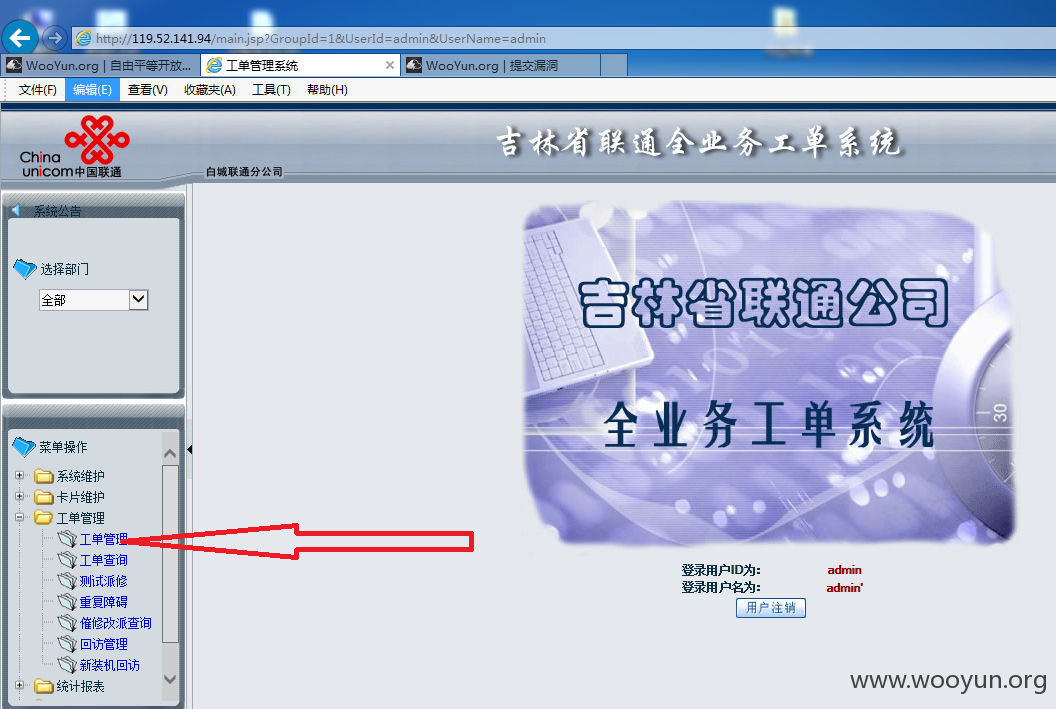 http://119.52.141.94/main.jsp?GroupId=1&UserId=admin&UserName=admin
WooYun.org | 自由平等开放... 工单管理系统 WooYun.org | 提交漏洞
文件(F) 编辑(E) 查看(V) 收藏夹(A) 工具(T) 帮助(H)
China
unicom中国联通
白城联通分公司
吉林省联通全业务工单系统
系统公告
选择部门
全部
菜单操作
系统维护
卡片维护
工单管理
工单管理
工单查询
测试派修
重复障碍
催修改派查询
回访管理
新装机回访
统计报表
吉林省联通公司
全业务工单系统
30
登录用户ID为: admin
登录用户名为: admin'
用户注销
www.wooyun.org